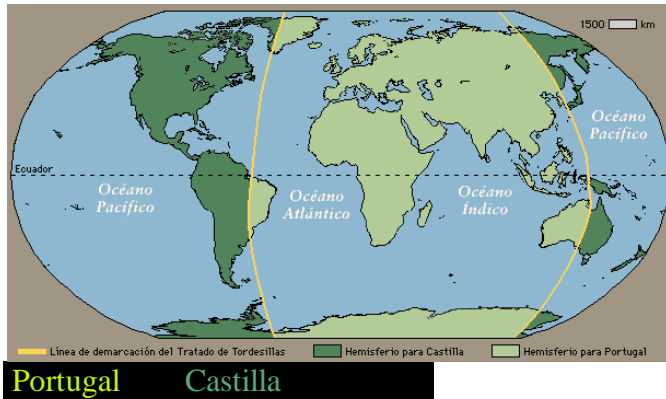 1500 km
Océano
Pacífico
Ecuador
Océano
Pacífico
Océano
Atlántico
Océano
Índico
Línea de demarcación del Tratado de Tordesillas Hemisferio para Castilla Hemisferio para Portugal
Portugal Castilla